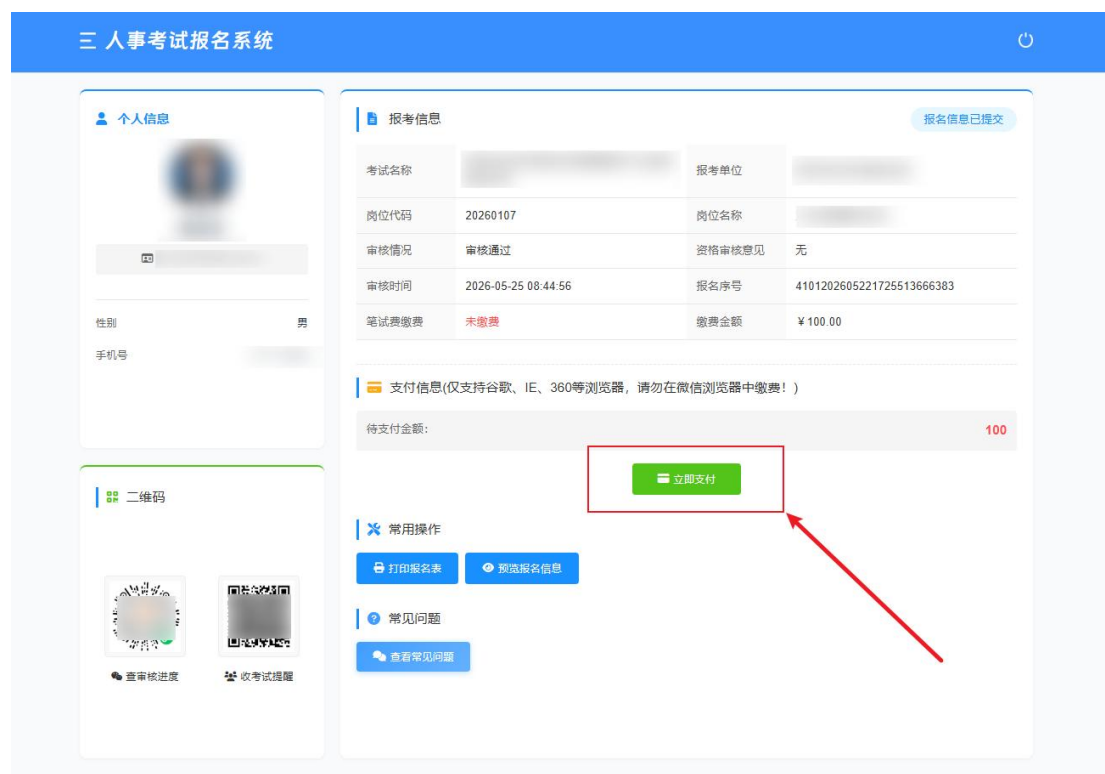 三 人事考试报名系统
个人信息
性别 男
手机号
二维码
查审核进度 收考试提醒
报考信息 报名信息已提交
考试名称 报考单位
岗位代码 20260107 岗位名称
审核情况 审核通过 资格审核意见 无
审核时间 2026-05-25 08:44:56 报名序号 4101202605221725513666383
笔试费缴费 未缴费 缴费金额 ¥100.00
支付信息(仅支持谷歌、IE、360等浏览器，请勿在微信浏览器中缴费！)
待支付金额: 100
立即支付
常用操作
打印报名表 预览报名信息
常见问题
查看常见问题